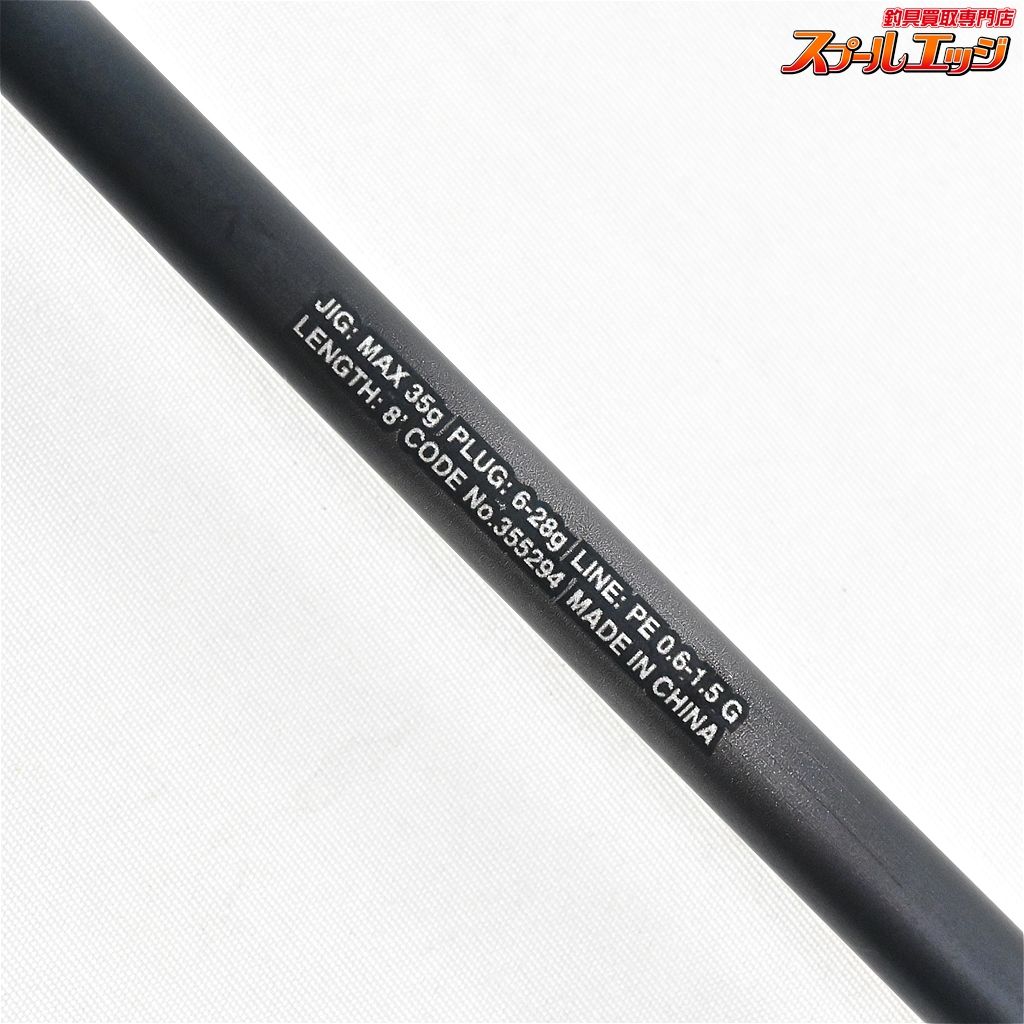 釣具買取専門店
スプールエッジ
JIG: MAX 35g | PLUG: 6-28g | LINE: PE 0.6-1.5 G
LENGTH: 8' CODE No.355294 | MADE IN CHINA